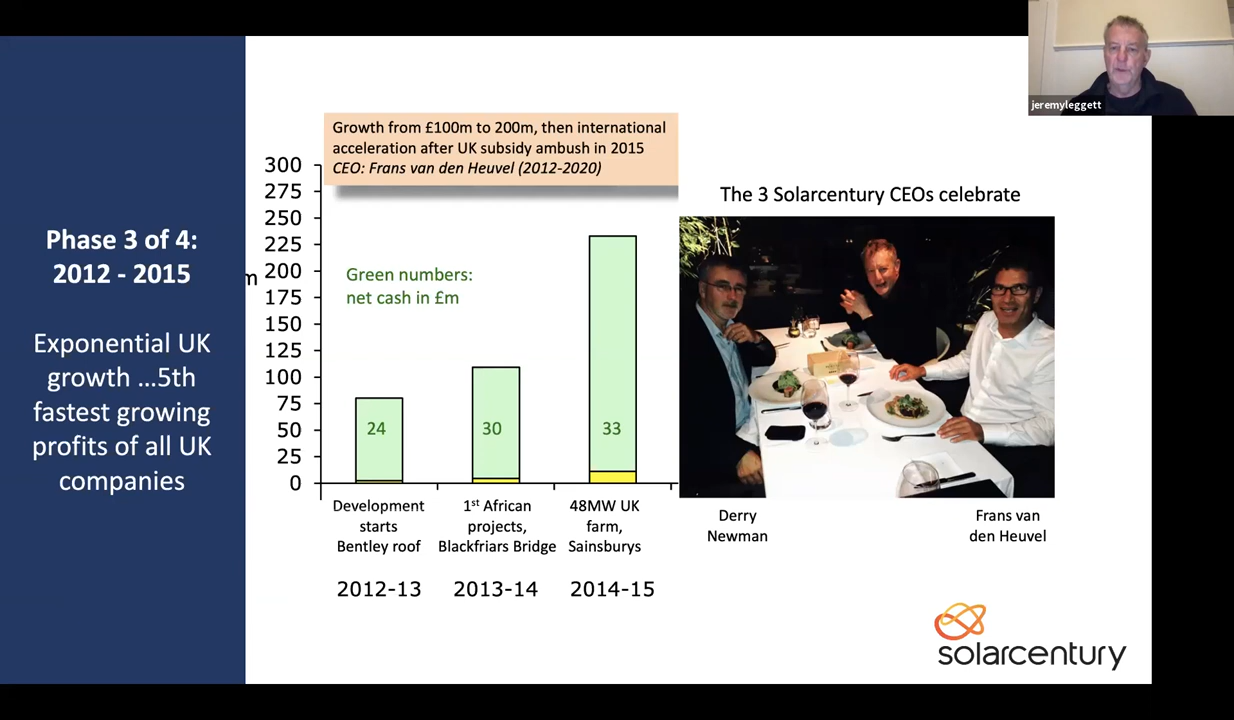 jeremyleggett
Phase 3 of 4:
2012 - 2015
Exponential UK
growth ...5th
fastest growing
profits of all UK
companies
Growth from £100m to 200m, then international
acceleration after UK subsidy ambush in 2015
CEO: Frans van den Heuvel (2012-2020)
m
300
275
250
225
200
175
150
125
100
75
50
25
0
Green numbers:
net cash in £m
24
30
33
Development
starts
Bentley roof
1st African
projects,
Blackfriars Bridge
48MW UK
farm,
Sainsburys
2012-13
2013-14
2014-15
The 3 Solarcentury CEOs celebrate
Derry
Newman
Frans van
den Heuvel
solarcentury